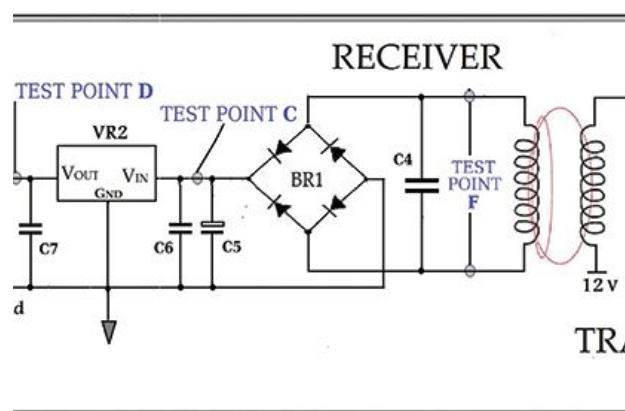 RECEIVER
TEST POINT D
TEST POINT C
VR2
VOUT VIN
GND
BR1
C4
TEST
POINT
F
C7
C6
C5
12 V
d
TRA